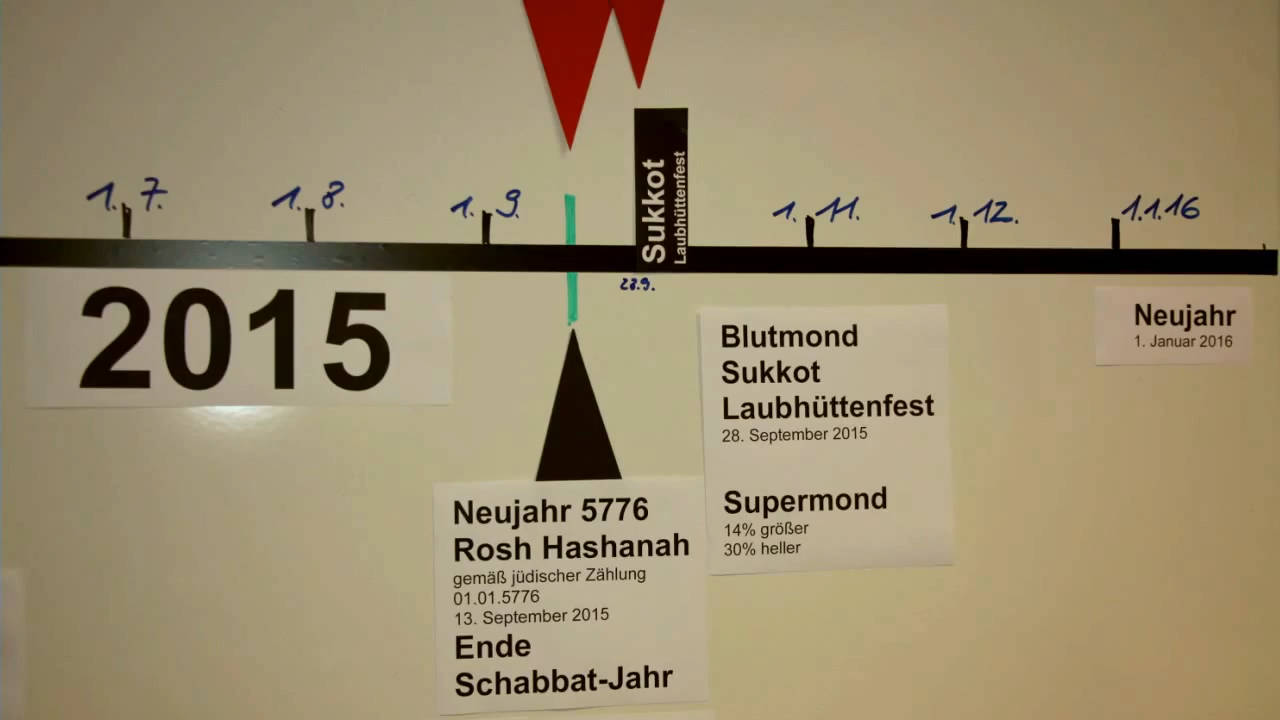 1. 7.
1. 8.
1. 9.
Sukkot
Laubhüttenfest
1. 11.
1. 12.
1.1.16
28.9.
2015
Neujahr
1. Januar 2016
Blutmond
Sukkot
Laubhüttenfest
28. September 2015
Supermond
14% größer
30% heller
Neujahr 5776
Rosh Hashanah
gemäß jüdischer Zählung
01.01.5776
13. September 2015
Ende
Schabbat-Jahr